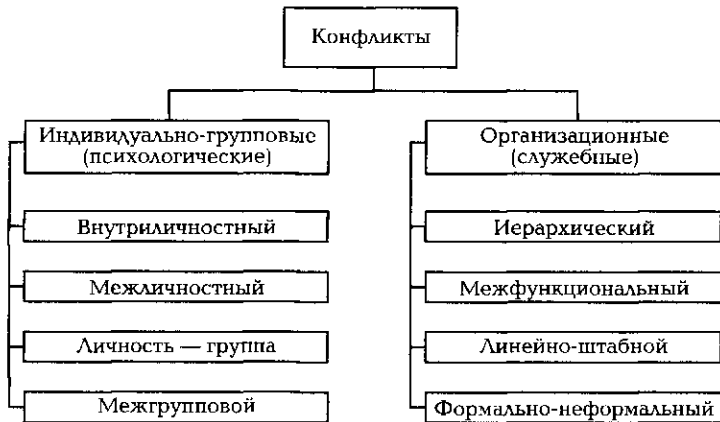 Конфликты
Индивидуально-групповые
(психологические)
Внутриличностный
Межличностный
Личность — группа
Межгрупповой
Организационные
(служебные)
Иерархический
Межфункциональный
Линейно-штабной
Формально-неформальный